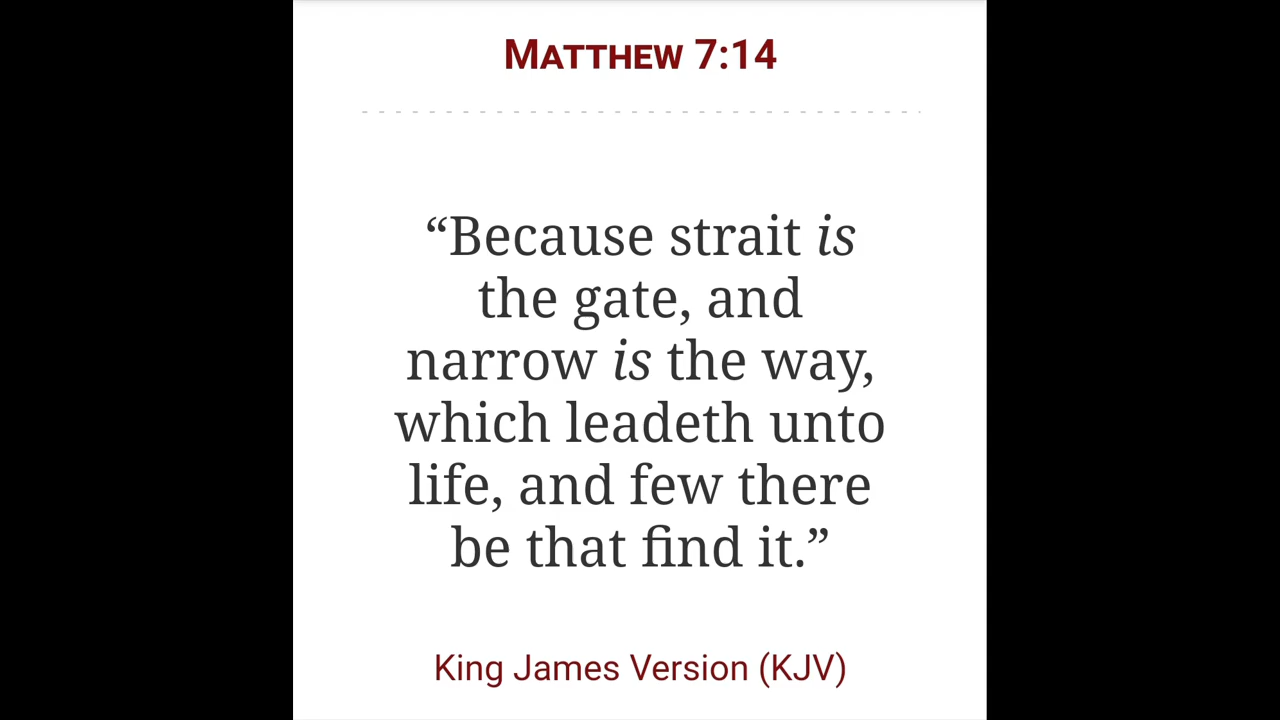 Matthew 7:14
“Because strait is
the gate, and
narrow is the way,
which leadeth unto
life, and few there
be that find it.”
King James Version (KJV)